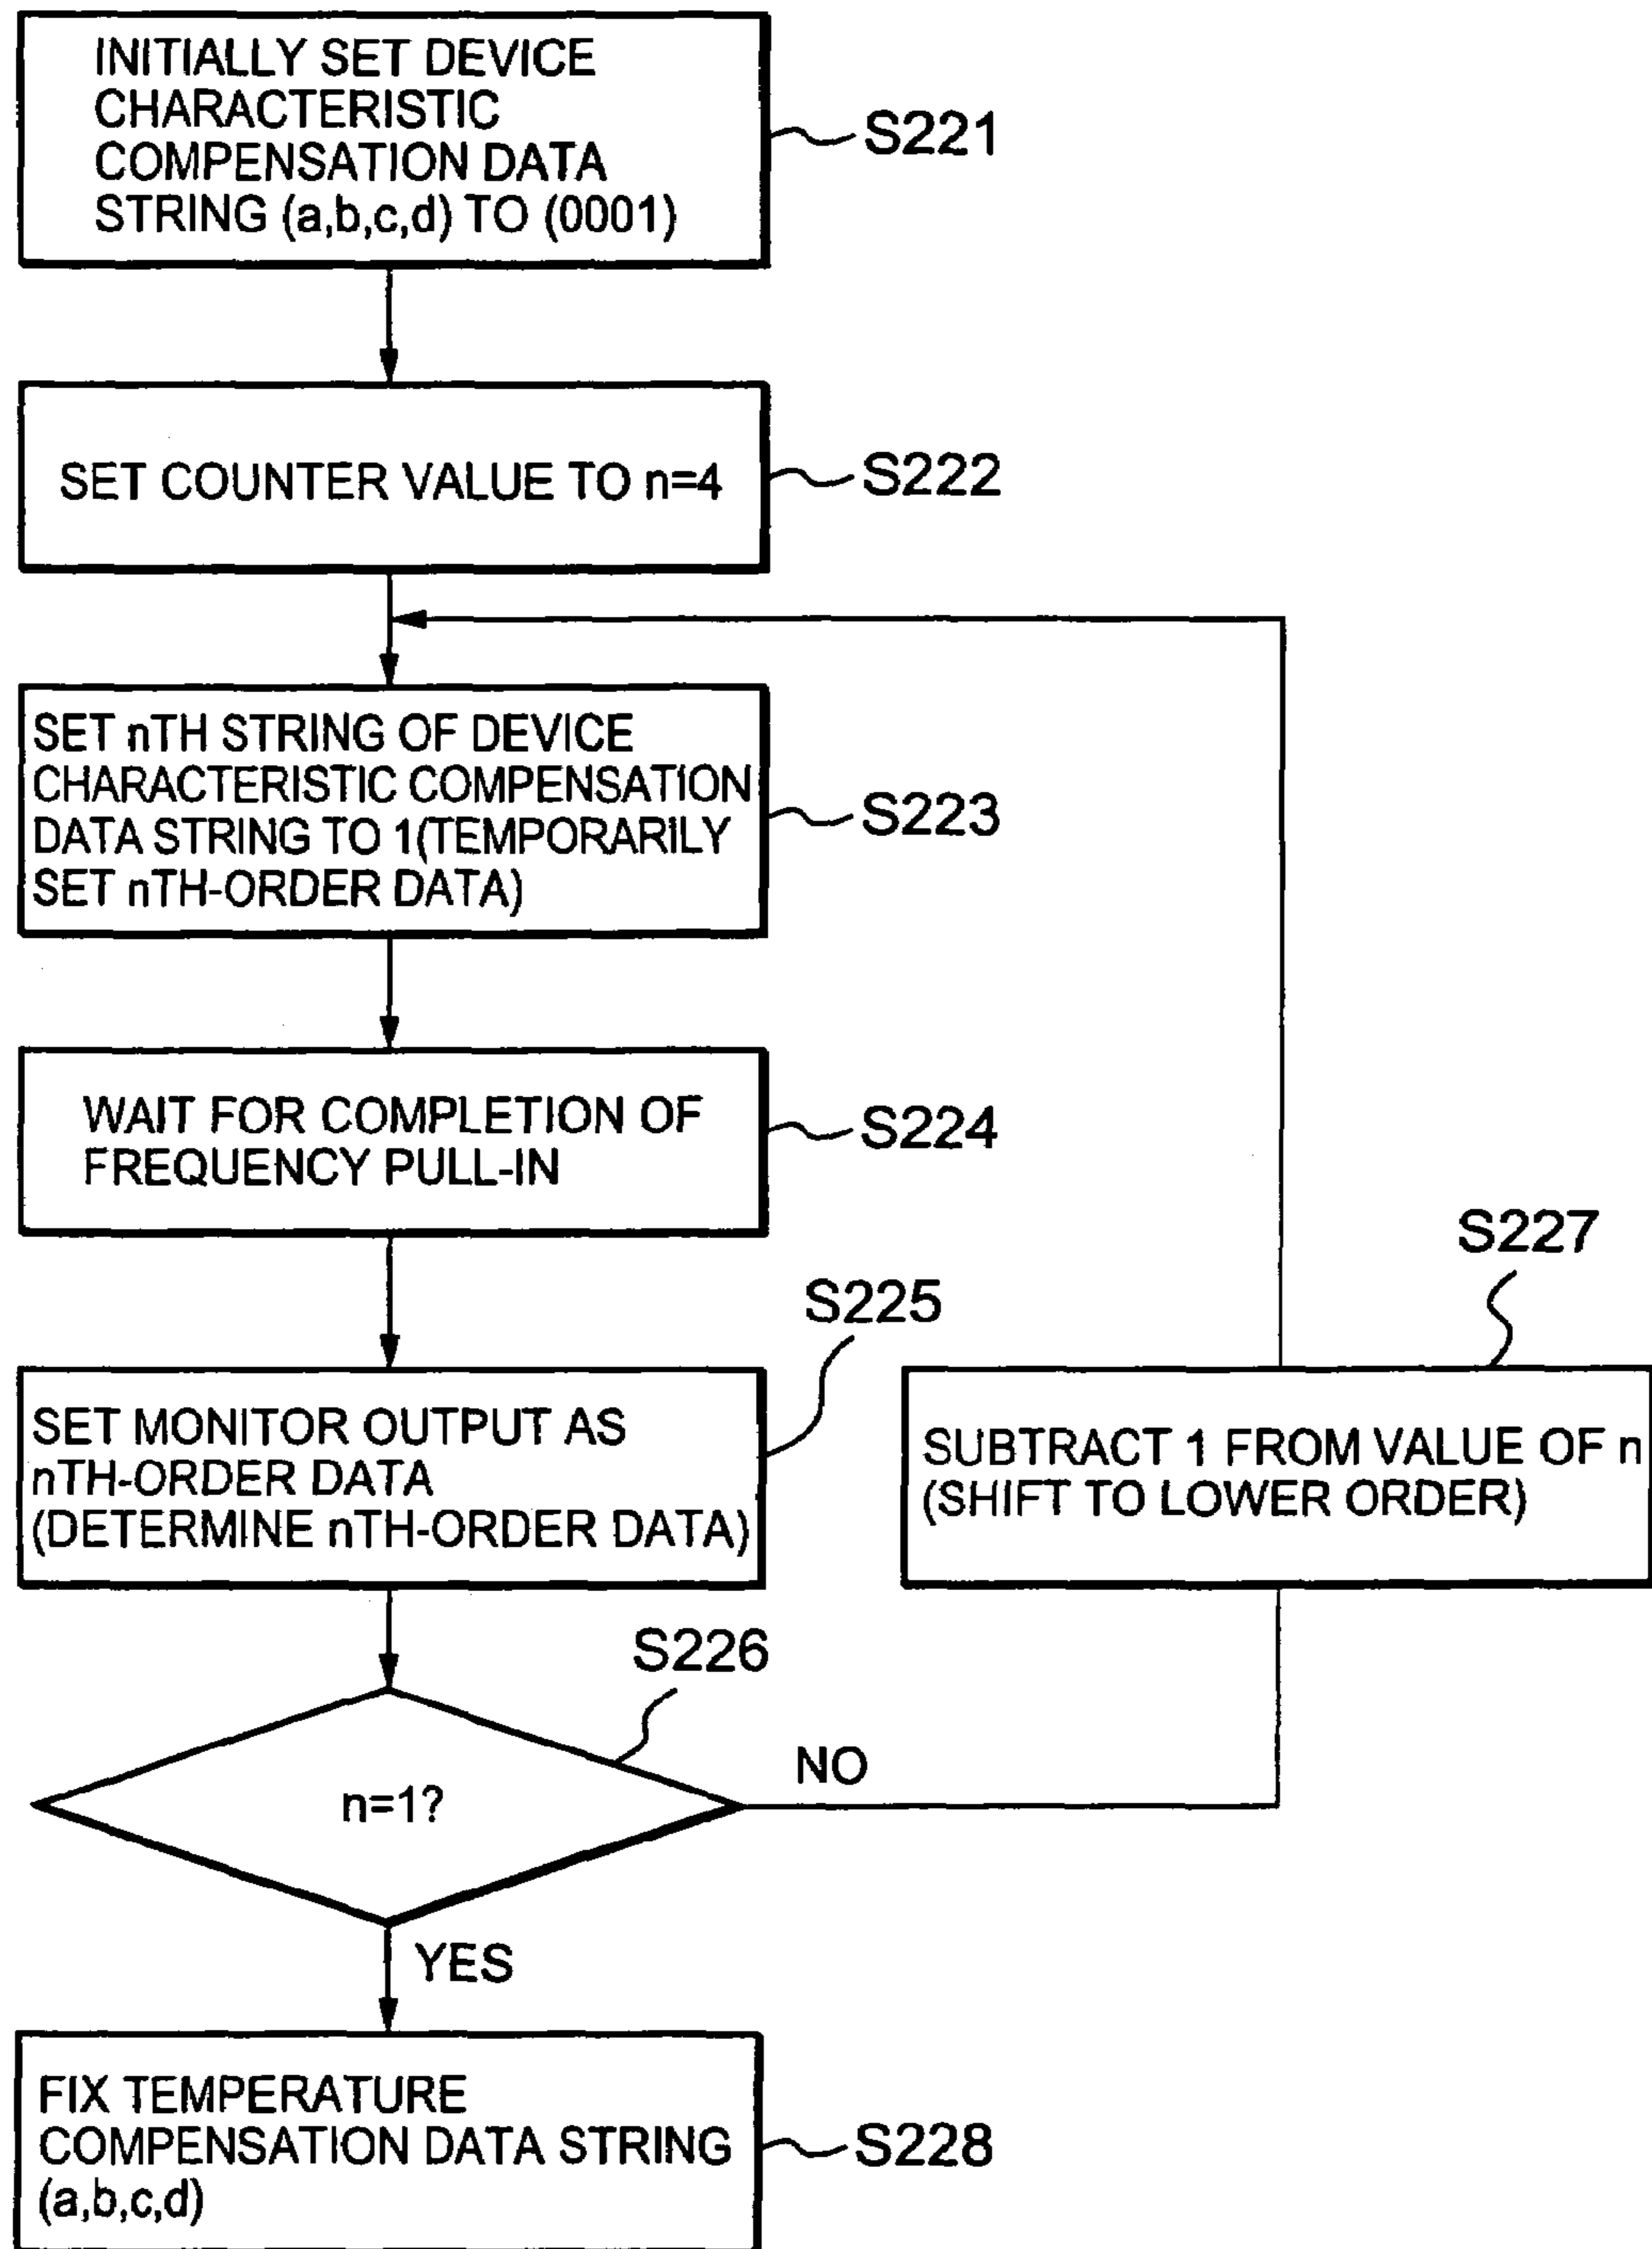 INITIALLY SET DEVICE
CHARACTERISTIC
COMPENSATION DATA
STRING (a,b,c,d) TO (0001)
S221
SET COUNTER VALUE TO n=4
S222
SET nTH STRING OF DEVICE
CHARACTERISTIC COMPENSATION
DATA STRING TO 1(TEMPORARILY
SET nTH-ORDER DATA)
S223
WAIT FOR COMPLETION OF
FREQUENCY PULL-IN
S224
S225
SET MONITOR OUTPUT AS
nTH-ORDER DATA
(DETERMINE nTH-ORDER DATA)
S227
SUBTRACT 1 FROM VALUE OF n
(SHIFT TO LOWER ORDER)
S226
n=1?
NO
YES
FIX TEMPERATURE
COMPENSATION DATA STRING
(a,b,c,d)
S228